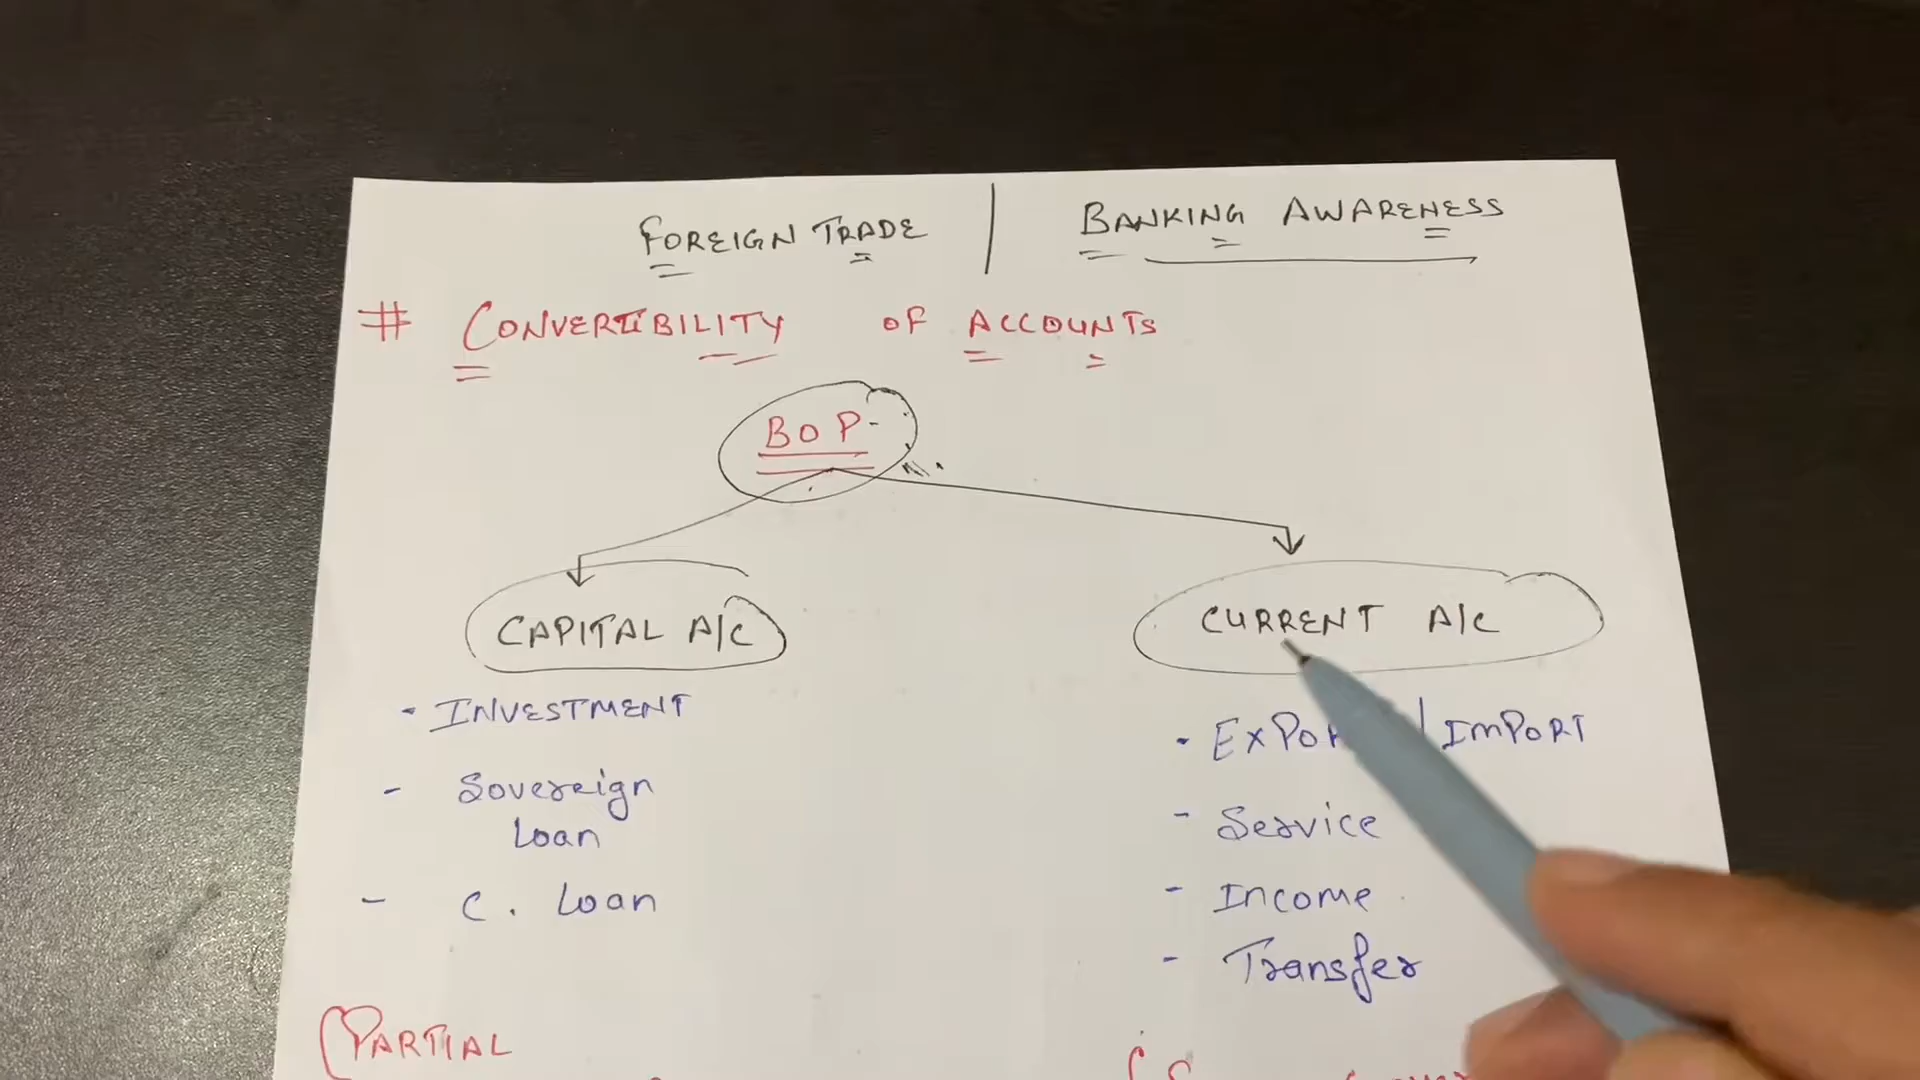 FOREIGN TRADE | BANKING AWARENESS
# CONVERTIBILITY OF ACCOUNTS
BOP
CAPITAL A/C
- INVESTMENT
- Sovereign
Loan
- C. Loan
(PARTIAL
CURRENT A/C
- EXPOR / IMPORT
- Service
- Income
- Transfer